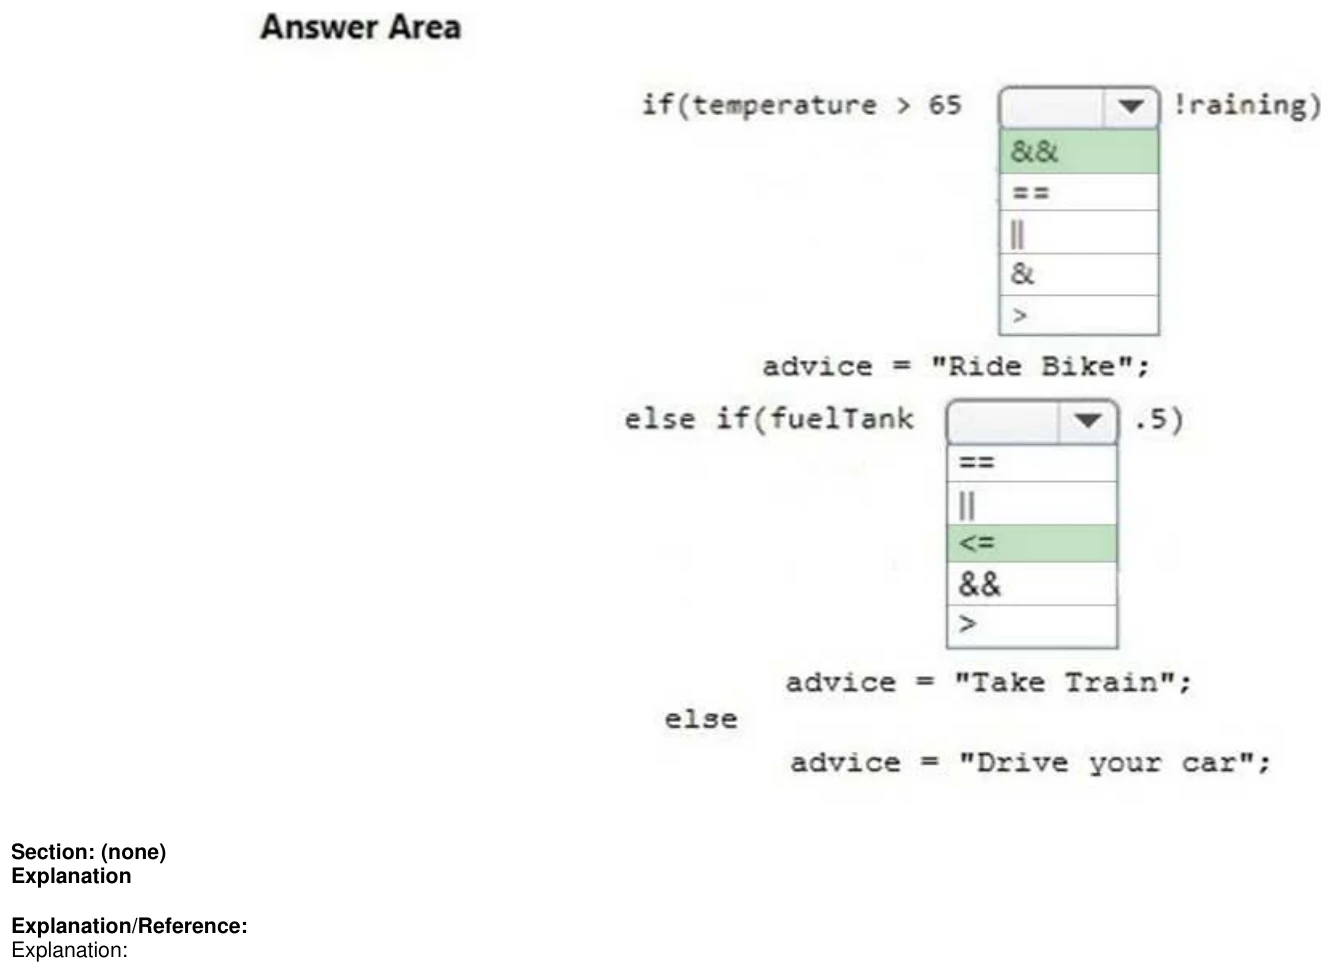 Answer Area
if(temperature > 65 !raining)
&&
==
||
&
>
advice = "Ride Bike";
else if(fuelTank .5)
==
||
<=
&&
>
advice = "Take Train";
else
advice = "Drive your car";
Section: (none)
Explanation
Explanation/Reference:
Explanation: